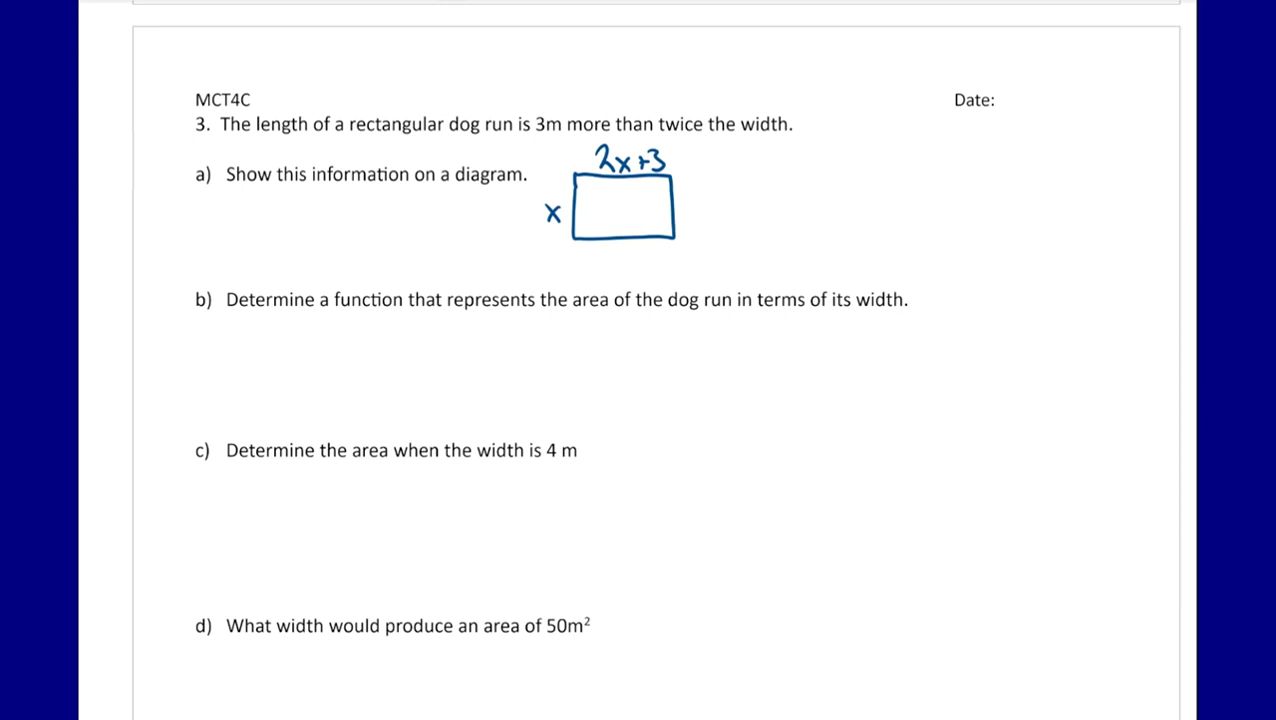 MCT4C Date:
3. The length of a rectangular dog run is 3m more than twice the width.
2x+3
a) Show this information on a diagram.
x
b) Determine a function that represents the area of the dog run in terms of its width.
c) Determine the area when the width is 4 m
d) What width would produce an area of 50m²